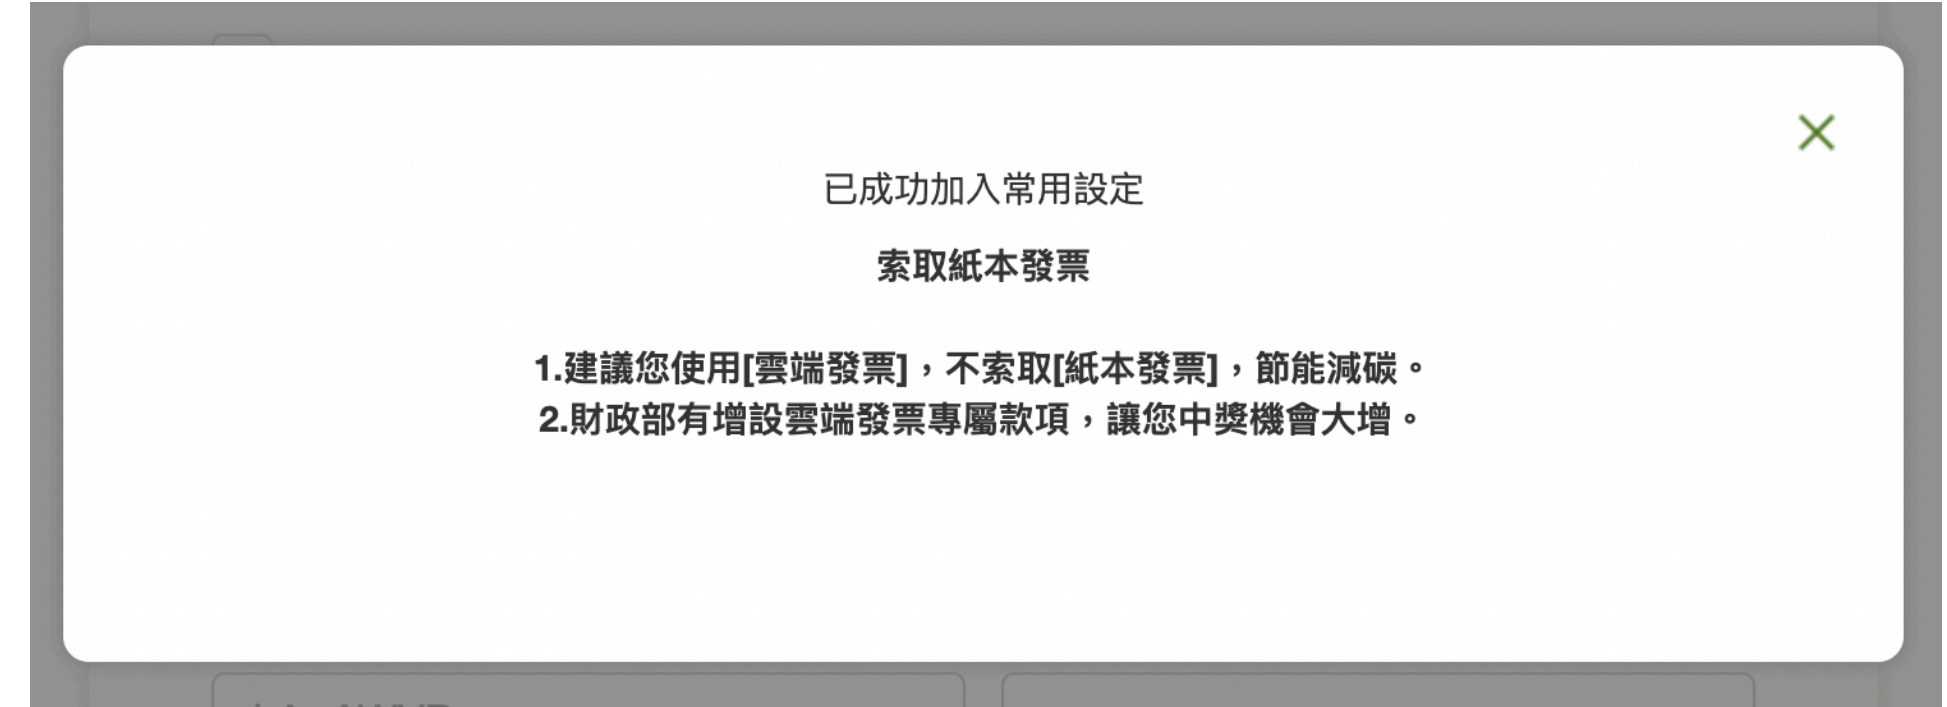 已成功加入常用設定
索取紙本發票
1.建議您使用[雲端發票]，不索取[紙本發票]，節能減碳。
2.財政部有增設雲端發票專屬款項，讓您中獎機會大增。